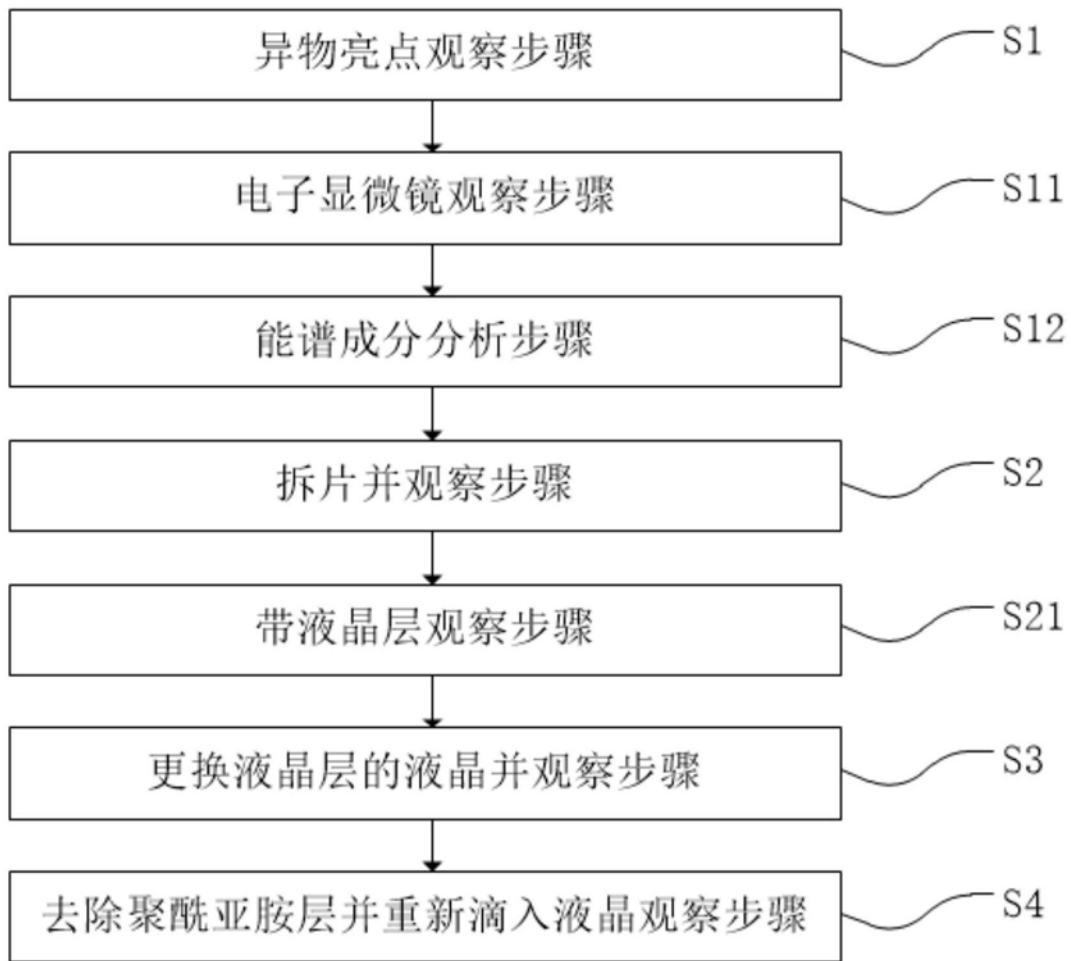 异物亮点观察步骤 S1
电子显微镜观察步骤 S11
能谱成分分析步骤 S12
拆片并观察步骤 S2
带液晶层观察步骤 S21
更换液晶层的液晶并观察步骤 S3
去除聚酰亚胺层并重新滴入液晶观察步骤 S4